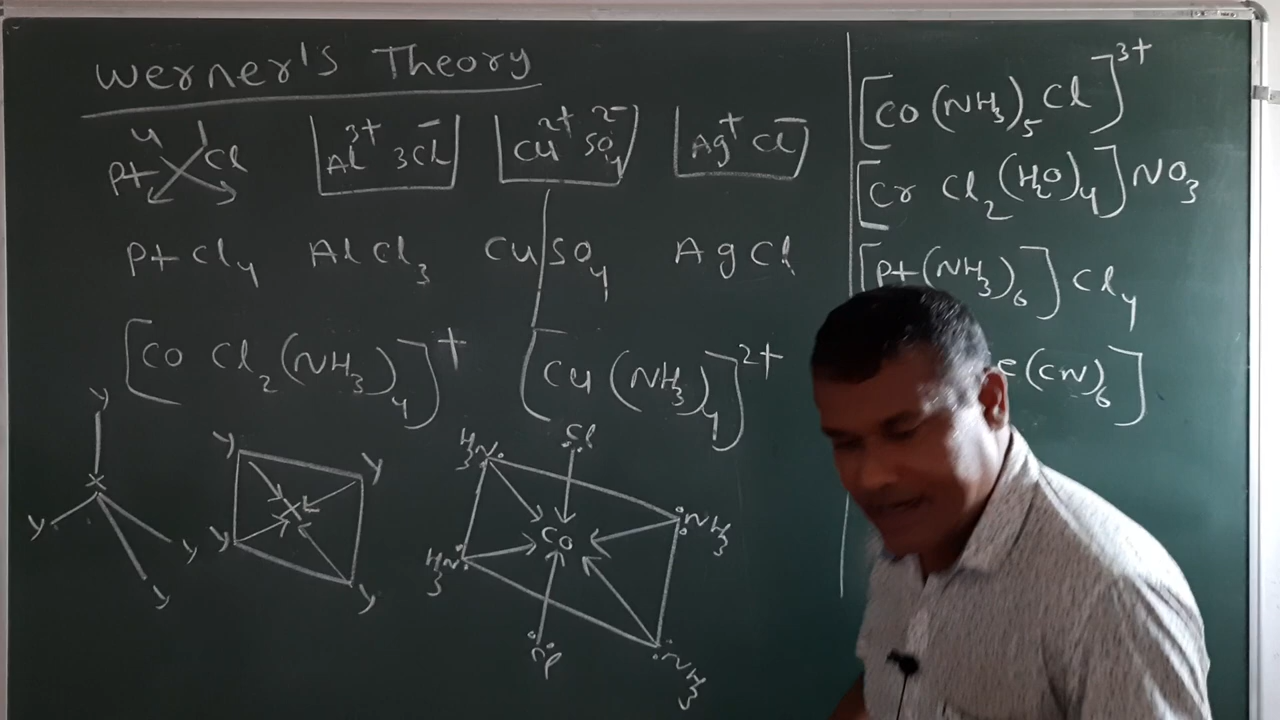 Werner's Theory
4 1
Pt Cl
Al³⁺ 3Cl⁻
Cu²⁺ SO₄²⁻
Ag⁺ Cl⁻
PtCl₄ AlCl₃ CuSO₄ AgCl
[CO Cl₂(NH₃)₄]⁺ [Cu(NH₃)₄]²⁺
y
x
y y
y
y y
x
y y
Cl
H₃N:
CO
:NH₃
H₃N:
:NH₃
[CO(NH₃)₅Cl]³⁺
[Cr Cl₂(H₂O)₄]NO₃
[Pt(NH₃)₆]Cl₄
e(CN)₆]